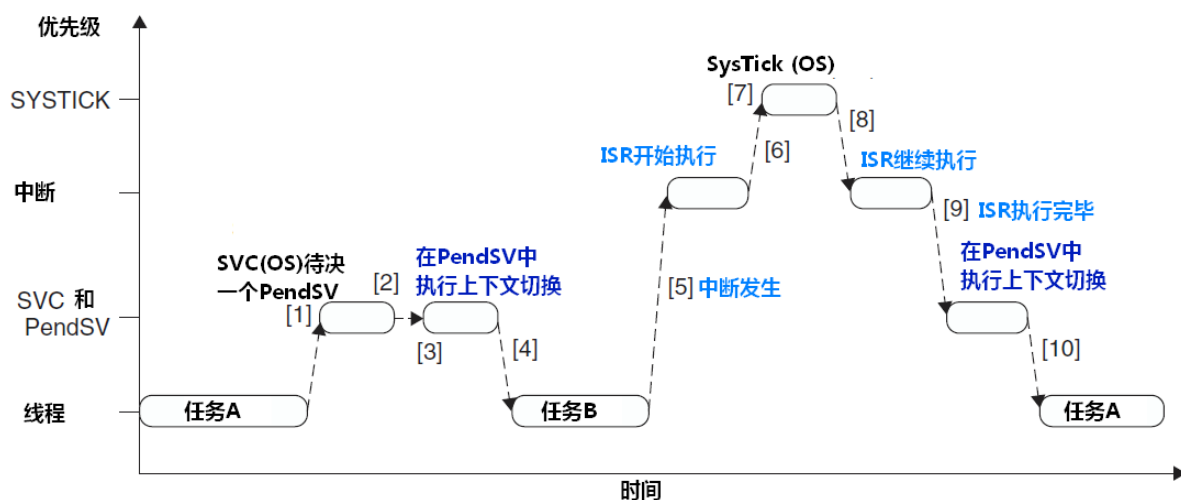 优先级
SysTick (OS)
SYSTICK
[7]
[8]
ISR开始执行
[6]
ISR继续执行
中断
[9] ISR执行完毕
SVC(OS)待决
一个PendSV
[2]
在PendSV中
执行上下文切换
在PendSV中
执行上下文切换
[5] 中断发生
SVC 和
PendSV
[1]
[3]
[4]
[10]
线程
任务A
任务B
任务A
时间